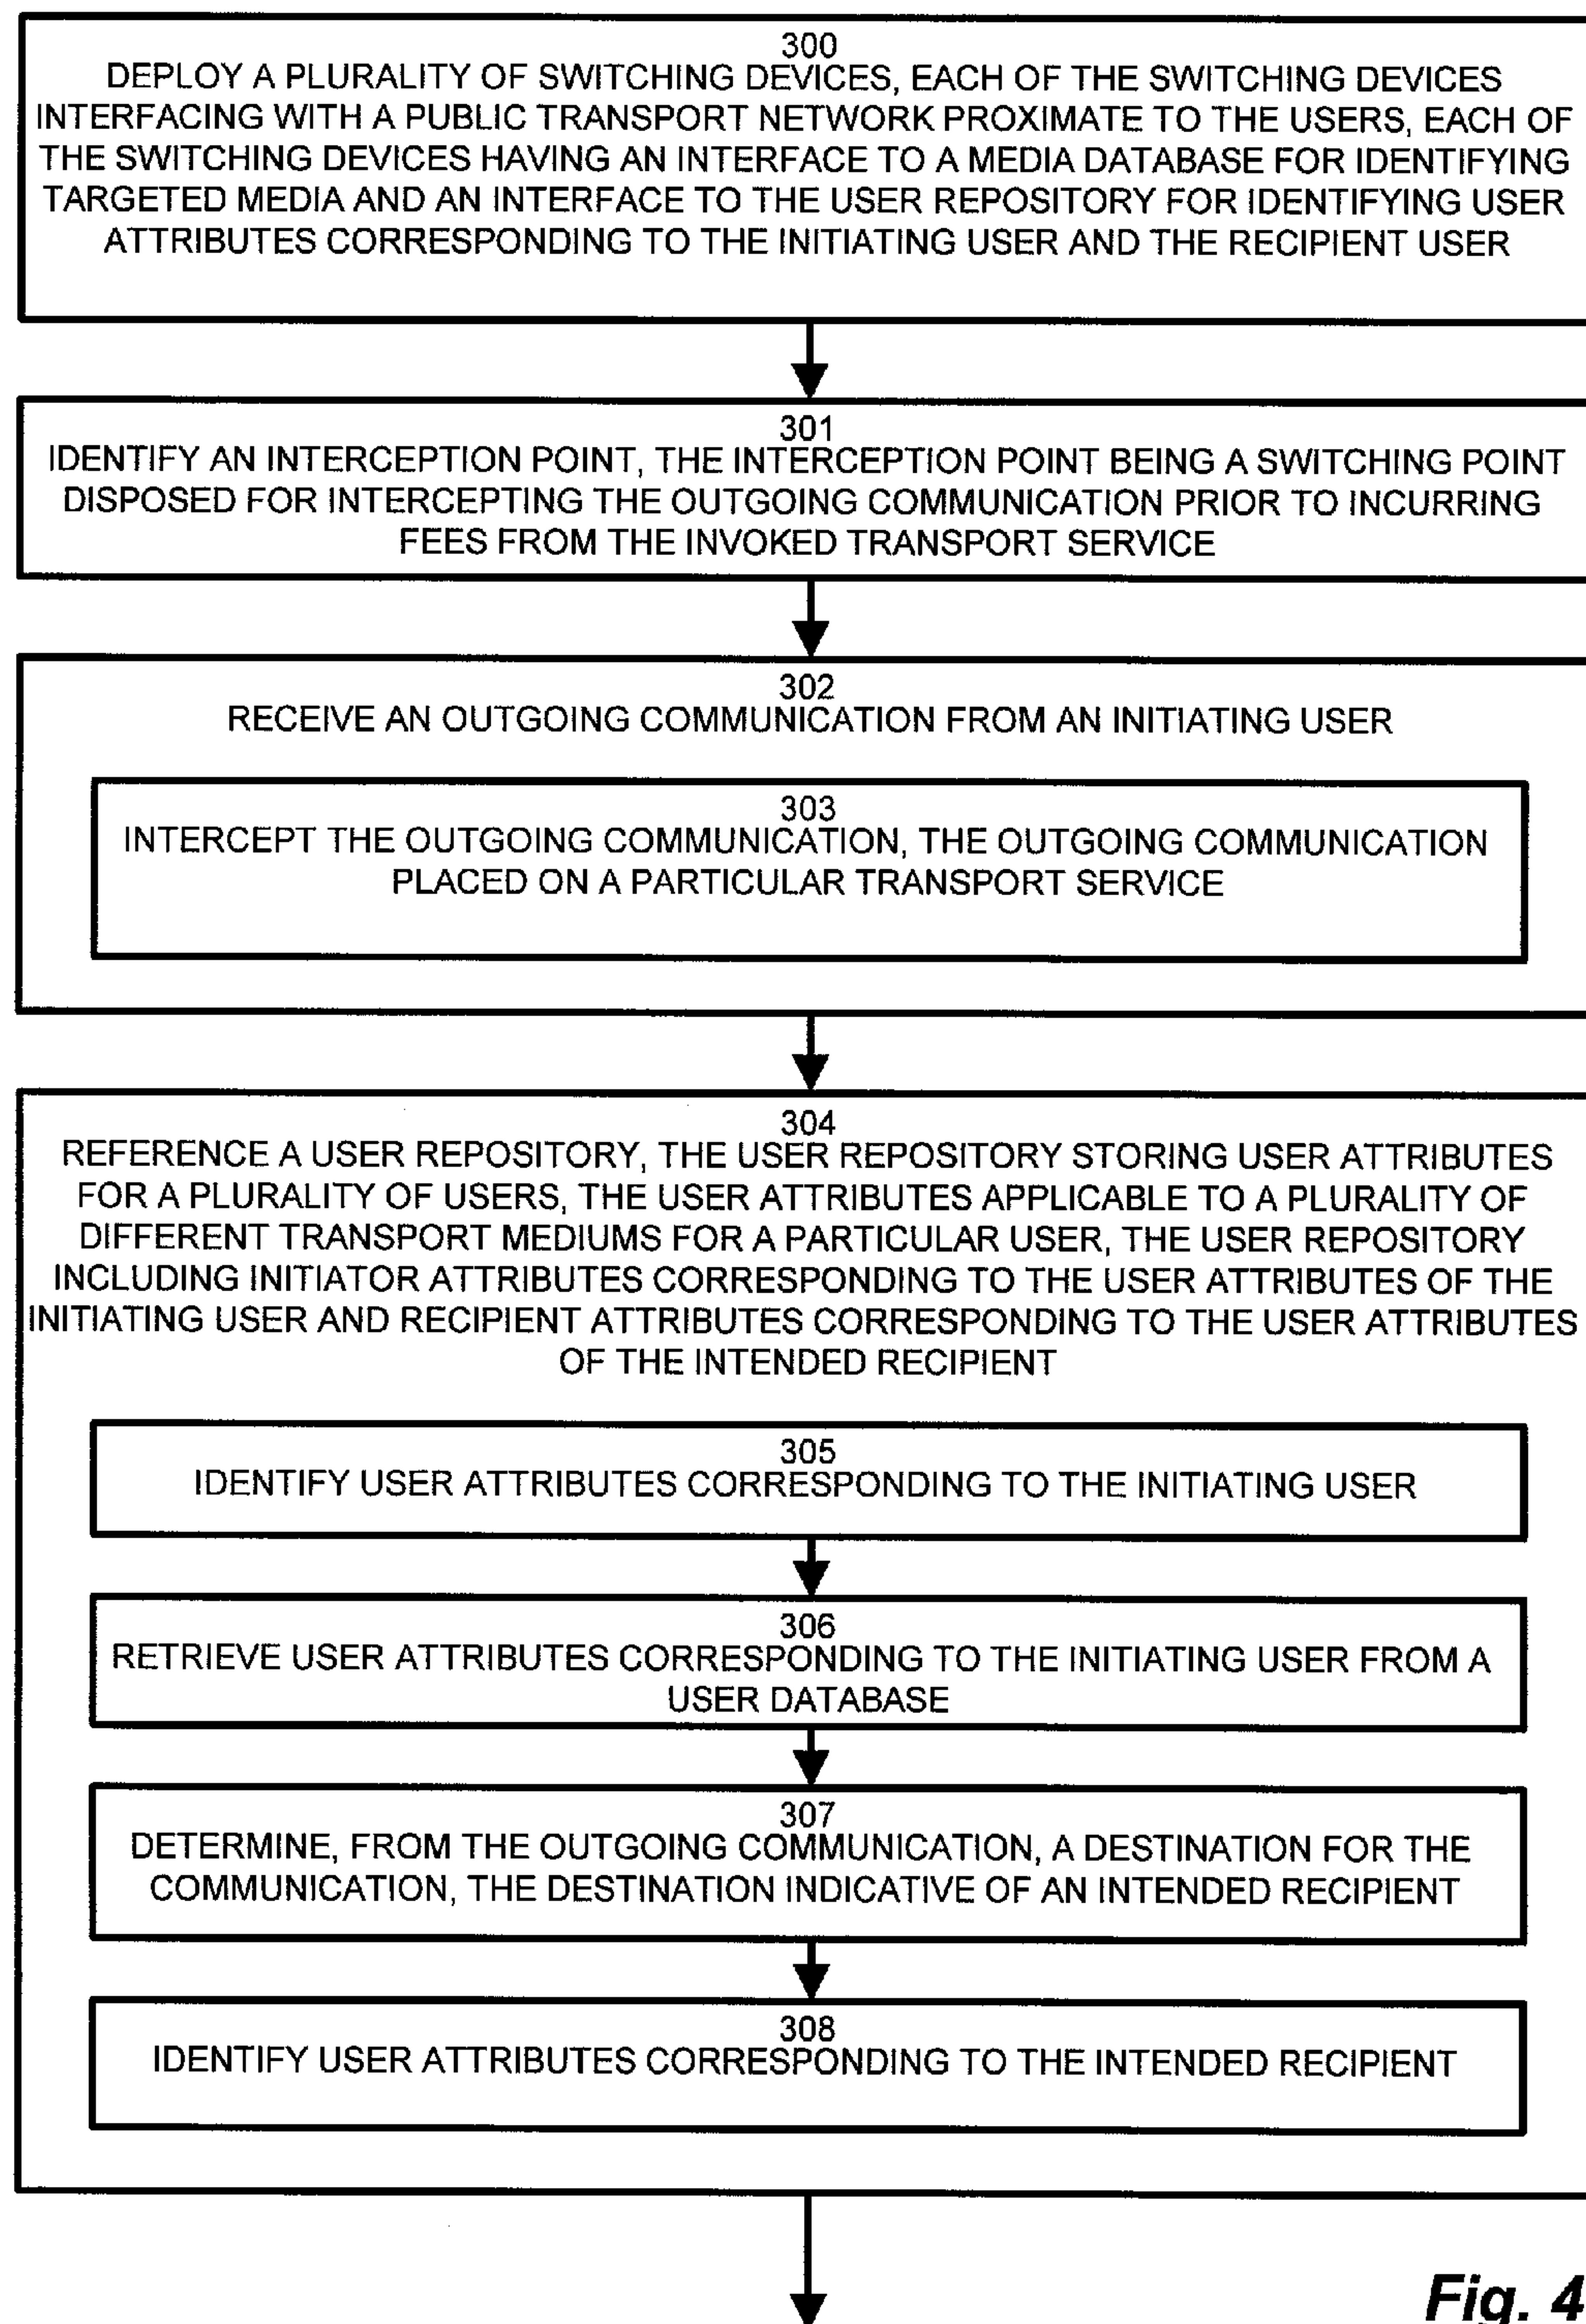 300
DEPLOY A PLURALITY OF SWITCHING DEVICES, EACH OF THE SWITCHING DEVICES
INTERFACING WITH A PUBLIC TRANSPORT NETWORK PROXIMATE TO THE USERS, EACH OF
THE SWITCHING DEVICES HAVING AN INTERFACE TO A MEDIA DATABASE FOR IDENTIFYING
TARGETED MEDIA AND AN INTERFACE TO THE USER REPOSITORY FOR IDENTIFYING USER
ATTRIBUTES CORRESPONDING TO THE INITIATING USER AND THE RECIPIENT USER
301
IDENTIFY AN INTERCEPTION POINT, THE INTERCEPTION POINT BEING A SWITCHING POINT
DISPOSED FOR INTERCEPTING THE OUTGOING COMMUNICATION PRIOR TO INCURRING
FEES FROM THE INVOKED TRANSPORT SERVICE
302
RECEIVE AN OUTGOING COMMUNICATION FROM AN INITIATING USER
303
INTERCEPT THE OUTGOING COMMUNICATION, THE OUTGOING COMMUNICATION
PLACED ON A PARTICULAR TRANSPORT SERVICE
304
REFERENCE A USER REPOSITORY, THE USER REPOSITORY STORING USER ATTRIBUTES
FOR A PLURALITY OF USERS, THE USER ATTRIBUTES APPLICABLE TO A PLURALITY OF
DIFFERENT TRANSPORT MEDIUMS FOR A PARTICULAR USER, THE USER REPOSITORY
INCLUDING INITIATOR ATTRIBUTES CORRESPONDING TO THE USER ATTRIBUTES OF THE
INITIATING USER AND RECIPIENT ATTRIBUTES CORRESPONDING TO THE USER ATTRIBUTES
OF THE INTENDED RECIPIENT
305
IDENTIFY USER ATTRIBUTES CORRESPONDING TO THE INITIATING USER
306
RETRIEVE USER ATTRIBUTES CORRESPONDING TO THE INITIATING USER FROM A
USER DATABASE
307
DETERMINE, FROM THE OUTGOING COMMUNICATION, A DESTINATION FOR THE
COMMUNICATION, THE DESTINATION INDICATIVE OF AN INTENDED RECIPIENT
308
IDENTIFY USER ATTRIBUTES CORRESPONDING TO THE INTENDED RECIPIENT
Fig. 4